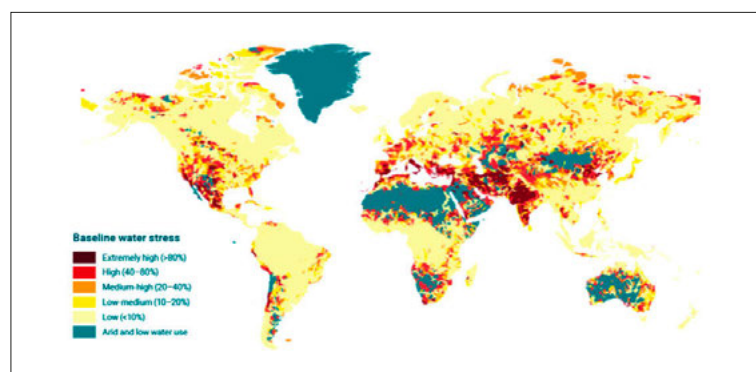 Baseline water stress
Extremely high (>80%)
High (40–80%)
Medium-high (20–40%)
Low-medium (10–20%)
Low (<10%)
Arid and low water use